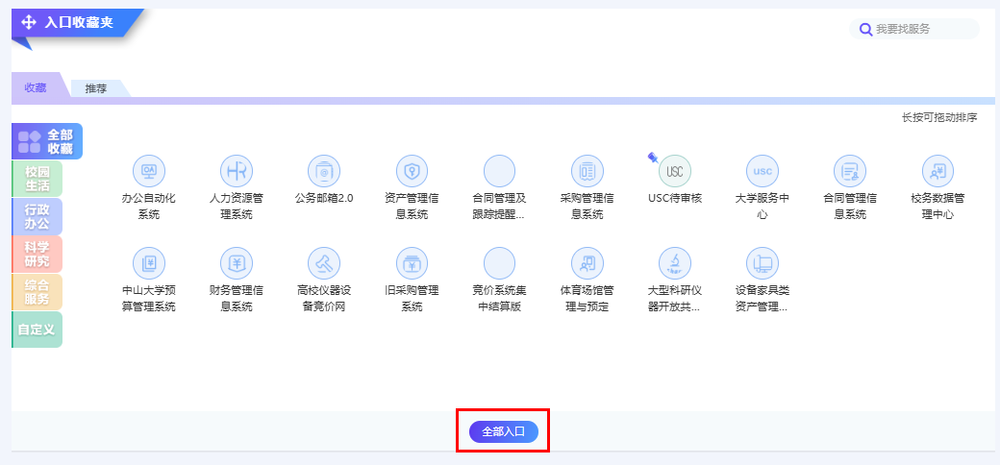 入口收藏夹
我要找服务
收藏
推荐
长按可拖动排序
全部
收藏
校园
生活
行政
办公
科学
研究
综合
服务
自定义
OA
办公自动化
系统
HR
人力资源管
理系统
@
公务邮箱2.0
资产管理信
息系统
合同管理及
跟踪提醒...
采购管理信
息系统
USC
USC待审核
usc
大学服务中
心
合同管理信
息系统
¥
校务数据管
理中心
¥
中山大学预
算管理系统
¥
财务管理信
息系统
高校仪器设
备竞价网
¥
旧采购管理
系统
竞价系统集
中结算版
体育场馆管
理与预定
大型科研仪
器开放共...
设备家具类
资产管理...
全部入口